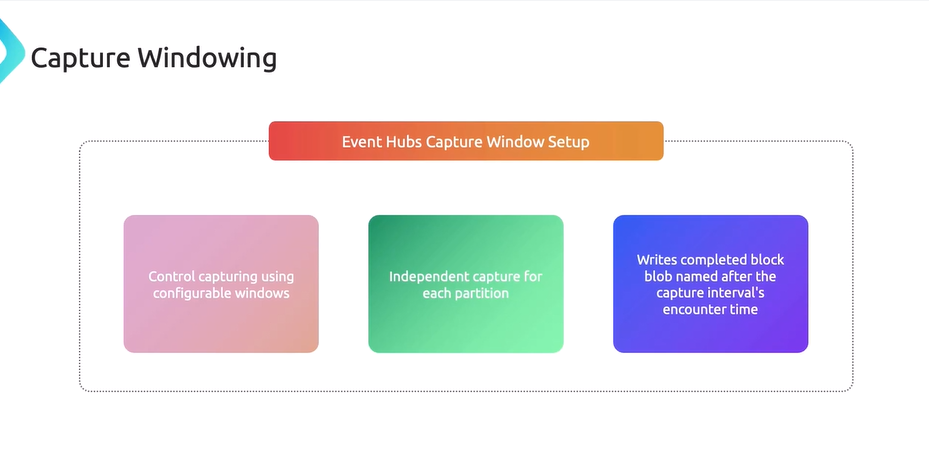 Capture Windowing
Event Hubs Capture Window Setup
Control capturing using
configurable windows
Independent capture for
each partition
Writes completed block
blob named after the
capture interval's
encounter time